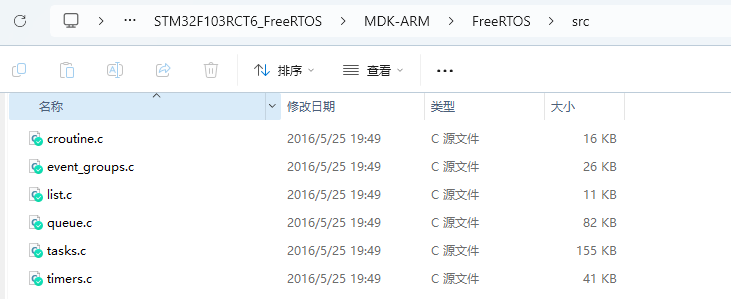 … STM32F103RCT6_FreeRTOS > MDK-ARM > FreeRTOS > src
排序 查看 …
名称 修改日期 类型 大小
croutine.c 2016/5/25 19:49 C 源文件 16 KB
event_groups.c 2016/5/25 19:49 C 源文件 26 KB
list.c 2016/5/25 19:49 C 源文件 11 KB
queue.c 2016/5/25 19:49 C 源文件 82 KB
tasks.c 2016/5/25 19:49 C 源文件 155 KB
timers.c 2016/5/25 19:49 C 源文件 41 KB